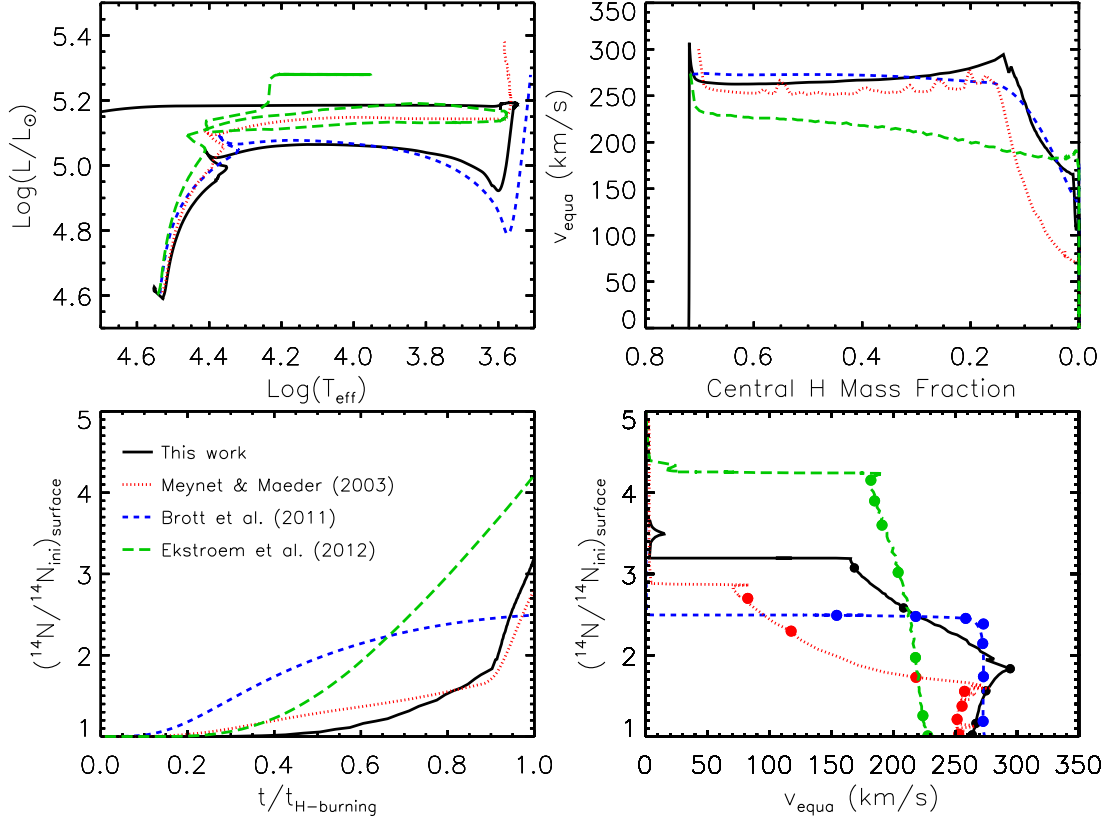 5.4
5.2
5.0
4.8
4.6
Log(L/L☉)
4.6 4.4 4.2 4.0 3.8 3.6
Log(T_eff)
350
300
250
200
150
100
50
0
v_equa (km/s)
0.8 0.6 0.4 0.2 0.0
Central H Mass Fraction
5
4
3
2
1
(¹⁴N/¹⁴N_ini)_surface
This work
Meynet & Maeder (2003)
Brott et al. (2011)
Ekstroem et al. (2012)
0.0 0.2 0.4 0.6 0.8 1.0
t/t_H−burning
5
4
3
2
1
(¹⁴N/¹⁴N_ini)_surface
0 50 100 150 200 250 300 350
v_equa (km/s)